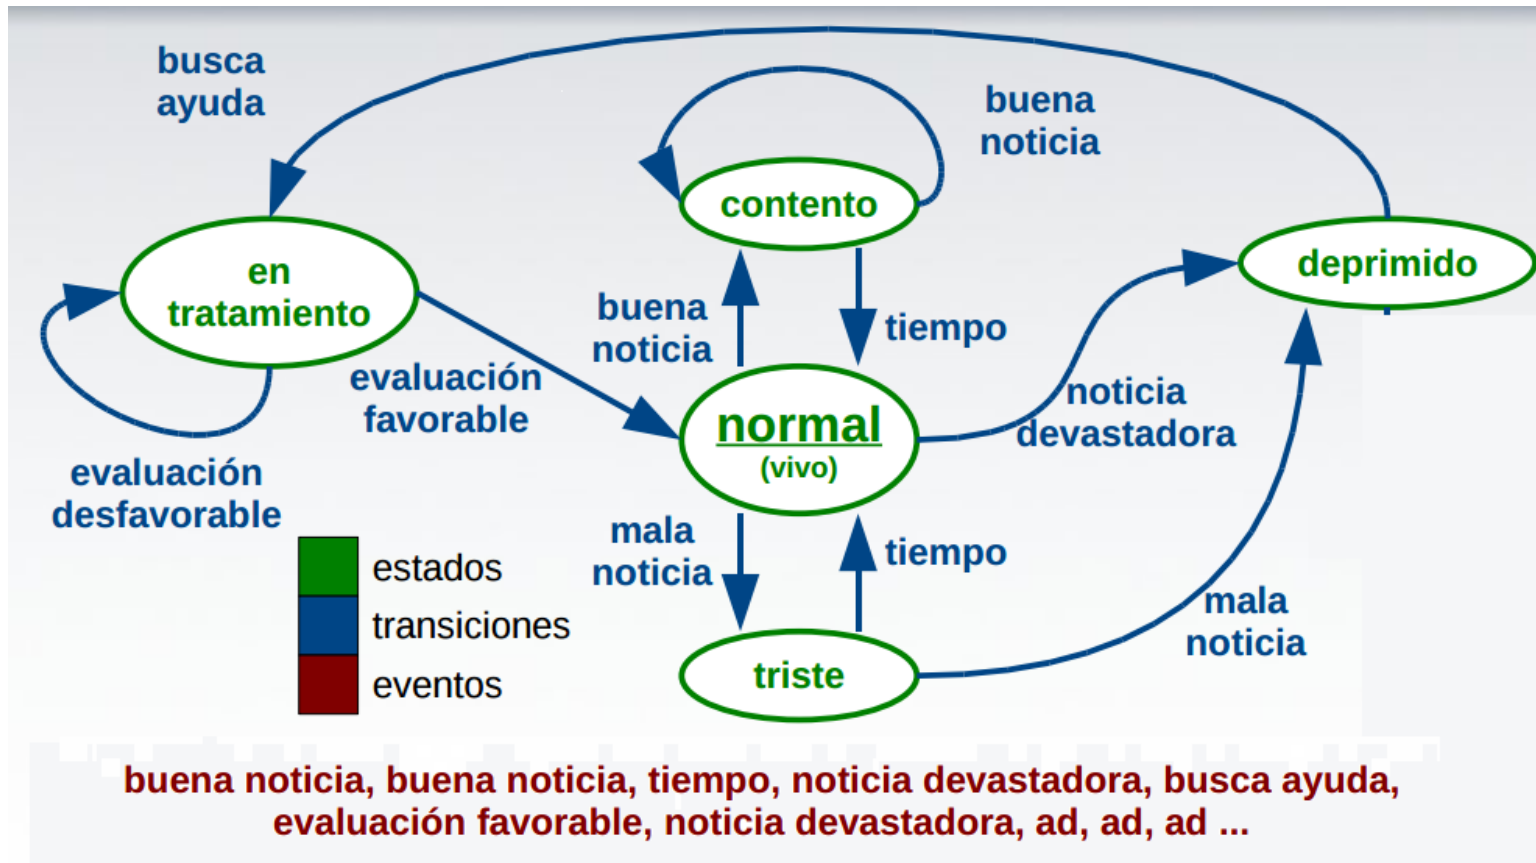 busca
ayuda
buena
noticia
contento
en
tratamiento
deprimido
buena
noticia
tiempo
evaluación
favorable
noticia
devastadora
normal
(vivo)
evaluación
desfavorable
mala
noticia
tiempo
estados
transiciones
eventos
mala
noticia
triste
buena noticia, buena noticia, tiempo, noticia devastadora, busca ayuda,
evaluación favorable, noticia devastadora, ad, ad, ad ...